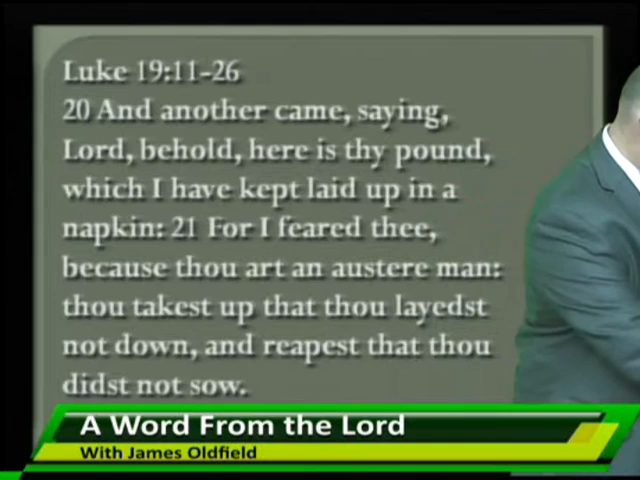 Luke 19:11-26
20 And another came, saying,
Lord, behold, here is thy pound,
which I have kept laid up in a
napkin: 21 For I feared thee,
because thou art an austere man:
thou takest up that thou layedst
not down, and reapest that thou
didst not sow.
A Word From the Lord
With James Oldfield